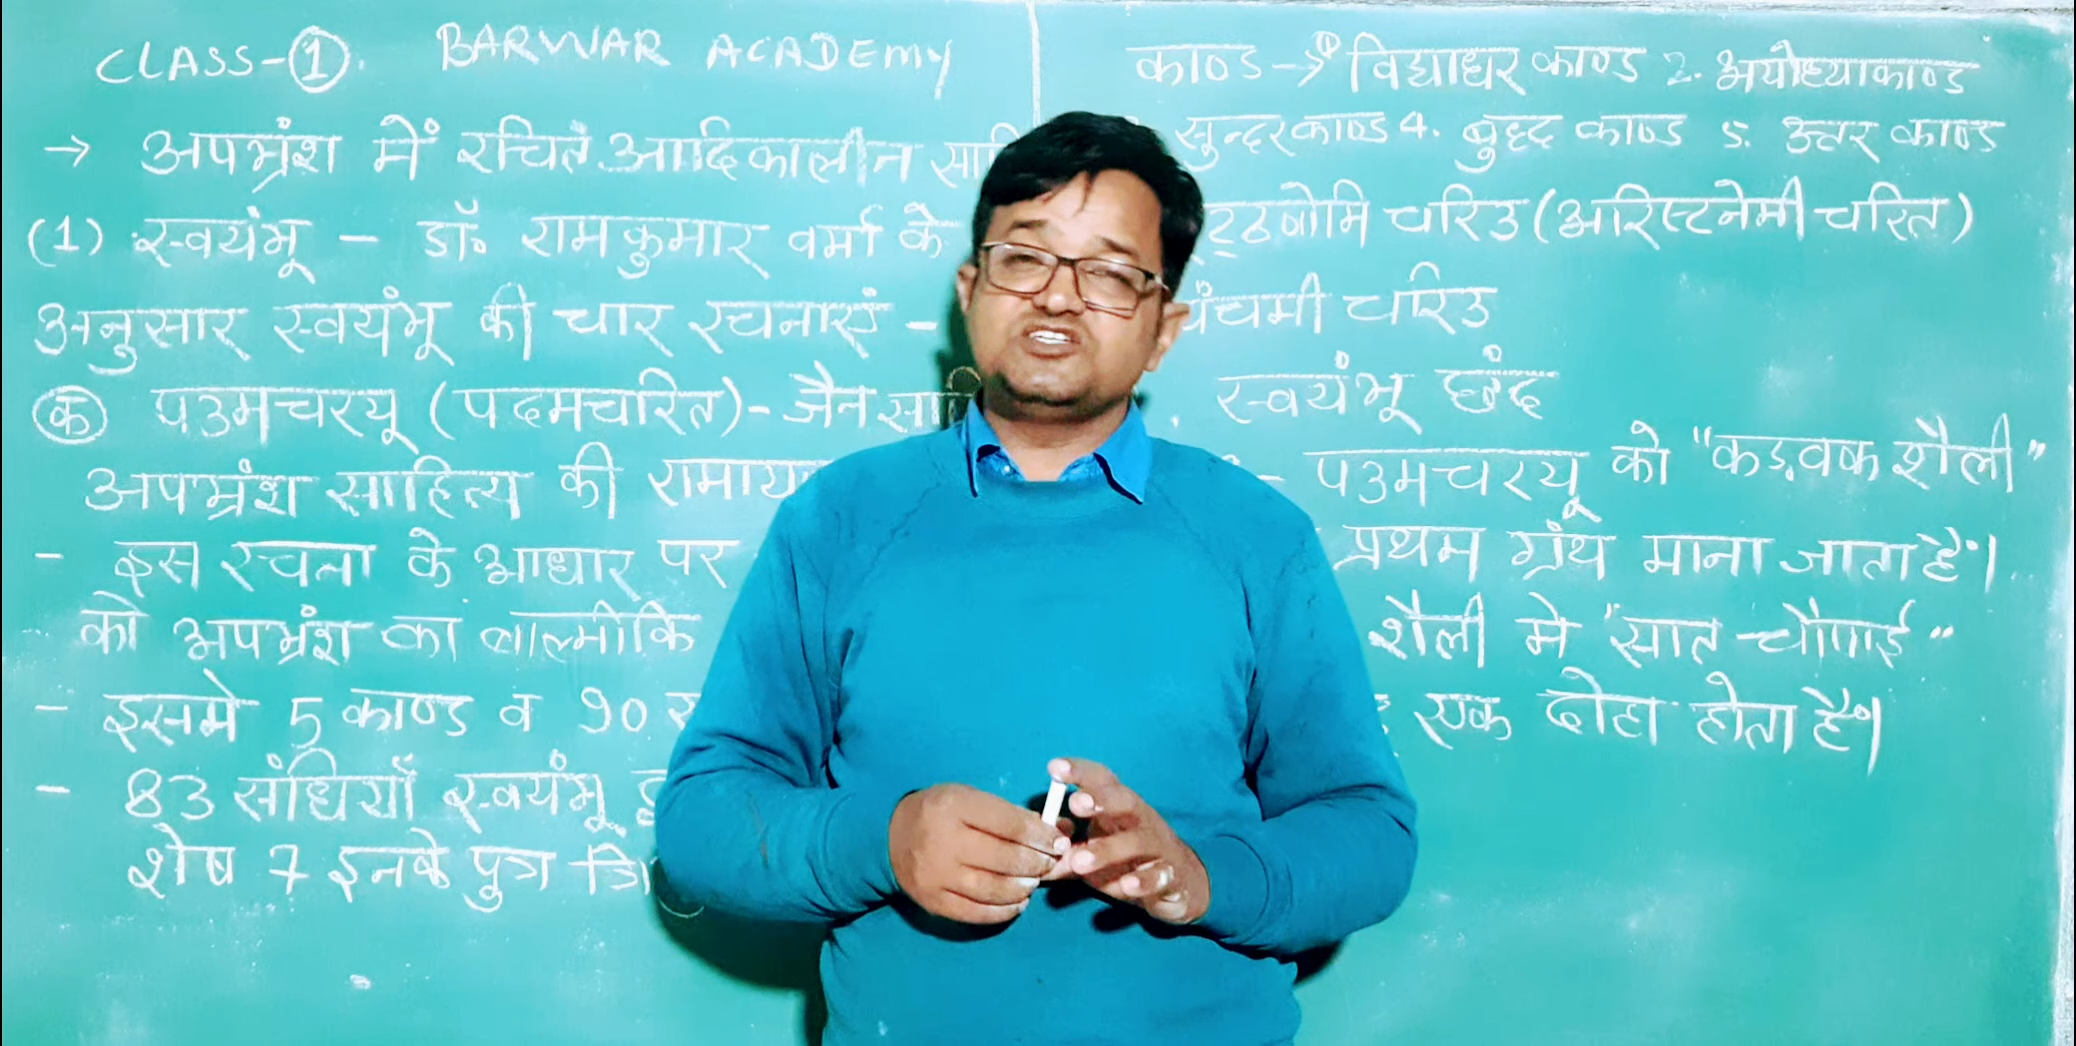 CLASS-①. BARWAR ACADEMY
→ अपभ्रंश में रचित आदिकालीन
(1) स्वयंभू – डॉ० रामकुमार वर्मा के
अनुसार स्वयंभू की चार रचनाएं –
(क) पउमचरयू (पदमचरित)- जैन
अपभ्रंश साहित्य की
- इस रचना के आधार पर
- को अपभ्रंश का बाल्मीकि
- इसमे 5 काण्ड व 90
- 83 संधियाँ स्वयंभू
शेष 7 इनके पुत्र
काण्ड → ① विद्याधर काण्ड 2. अयोध्याकाण्ड
सुन्दरकाण्ड 4. बुद्द काण्ड 5. उत्तर काण्ड
चरिउ (अरिष्टनेमी चरित)
पंचमी चरिउ
स्वयंभू छंद
- पउमचरयू को "कड़वक शैली"
प्रथम ग्रंथ माना जाता है।
शैली मे "सात चौपाई"
एक दोहा होता है।